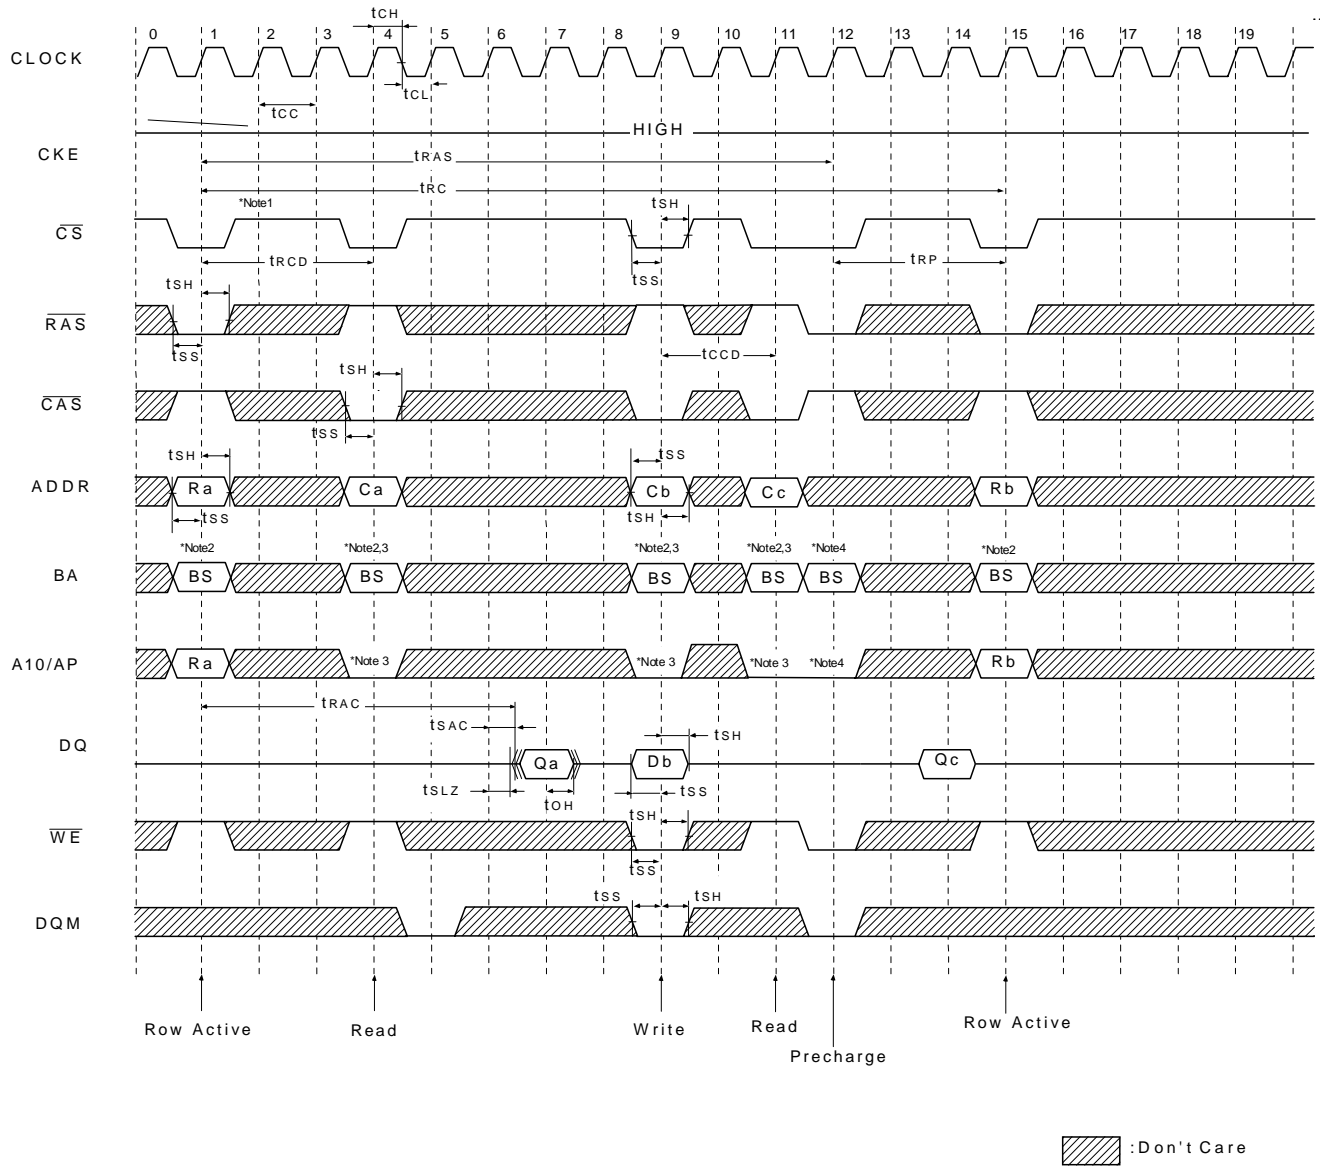 tCH
0 1 2 3 4 5 6 7 8 9 10 11 12 13 14 15 16 17 18 19
CLOCK
tCL
tCC
HIGH
CKE
tRAS
tRC
*Note1
tSH
CS
tRCD
tRP
tSS
tSH
RAS
tSS
tCCD
tSH
CAS
tSS
tSH
tSS
ADDR
Ra Ca Cb Cc Rb
tSS
tSH
*Note2 *Note2,3 *Note2,3 *Note2,3 *Note4 *Note2
BA
BS BS BS BS BS BS
A10/AP
Ra *Note 3 *Note 3 *Note 3 *Note4 Rb
tRAC
tSAC
tSH
DQ
Qa Db Qc
tSLZ
tOH
tSS
tSH
WE
tSS
tSS
tSH
DQM
Row Active
Read
Write
Read
Row Active
Precharge
:Don't Care